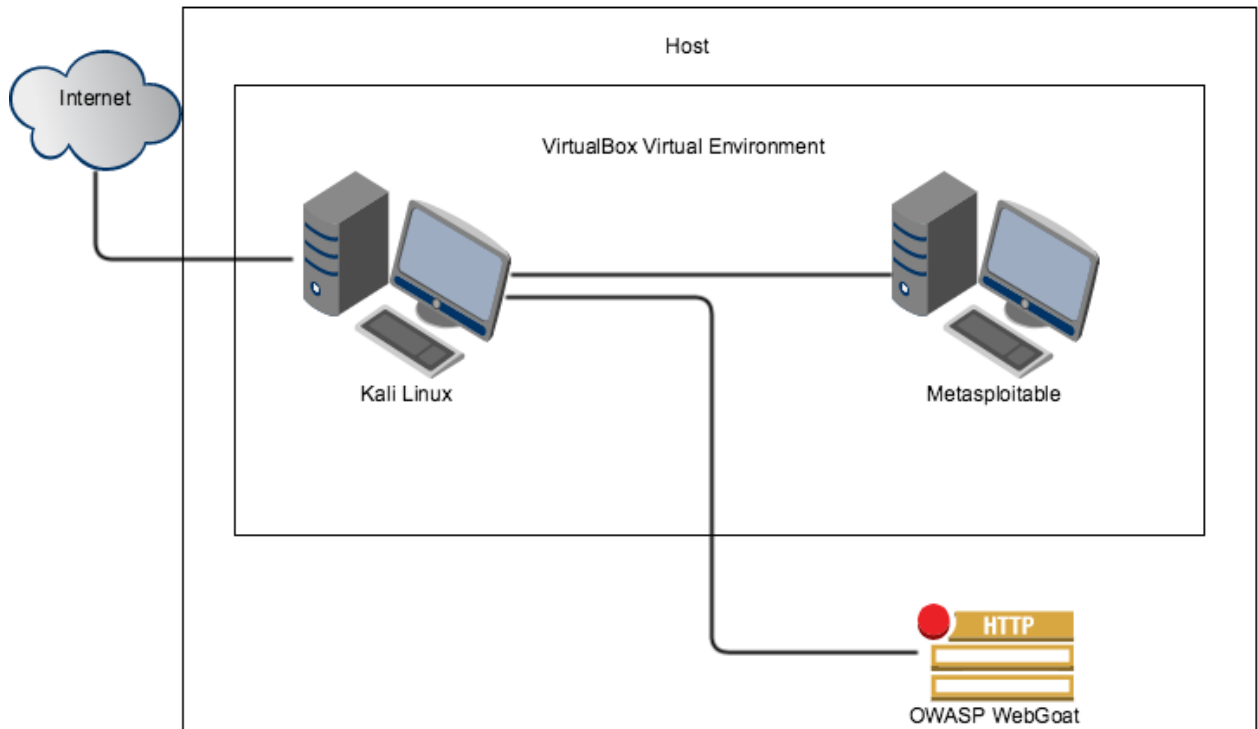 Host
Internet
VirtualBox Virtual Environment
Kali Linux
Metasploitable
HTTP
OWASP WebGoat